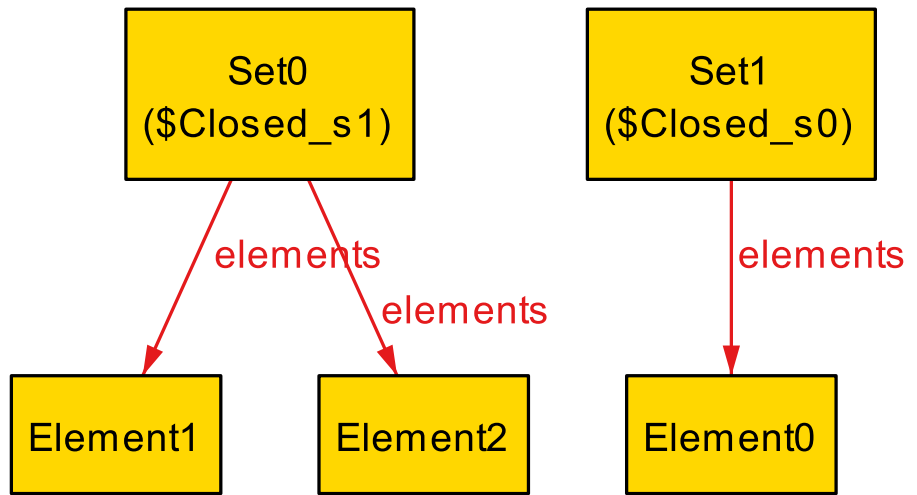 Set0
($Closed_s1)
Set1
($Closed_s0)
elements
elements
elements
Element1
Element2
Element0